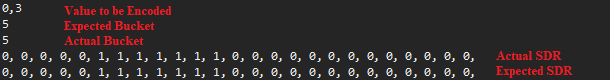 0,3 Value to be Encoded
5 Expected Bucket
5 Actual Bucket
0, 0, 0, 0, 0, 1, 1, 1, 1, 1, 1, 1, 0, 0, 0, 0, 0, 0, 0, 0, 0, 0, 0, 0, 0, Actual SDR
0, 0, 0, 0, 0, 1, 1, 1, 1, 1, 1, 1, 0, 0, 0, 0, 0, 0, 0, 0, 0, 0, 0, 0, 0, Expected SDR